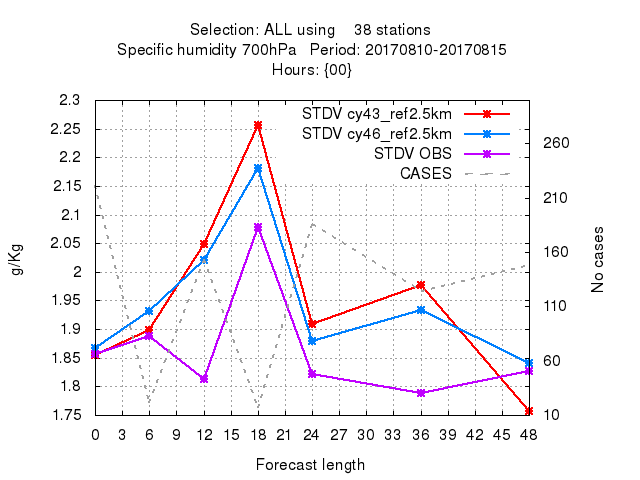 Selection: ALL using 38 stations
Specific humidity 700hPa Period: 20170810-20170815
Hours: {00}
STDV cy43_ref2.5km
STDV cy46_ref2.5km
STDV OBS
CASES
2.3
2.25
2.2
2.15
2.1
2.05
2
1.95
1.9
1.85
1.8
1.75
g/Kg
260
210
160
110
60
10
No cases
0 3 6 9 12 15 18 21 24 27 30 33 36 39 42 45 48
Forecast length